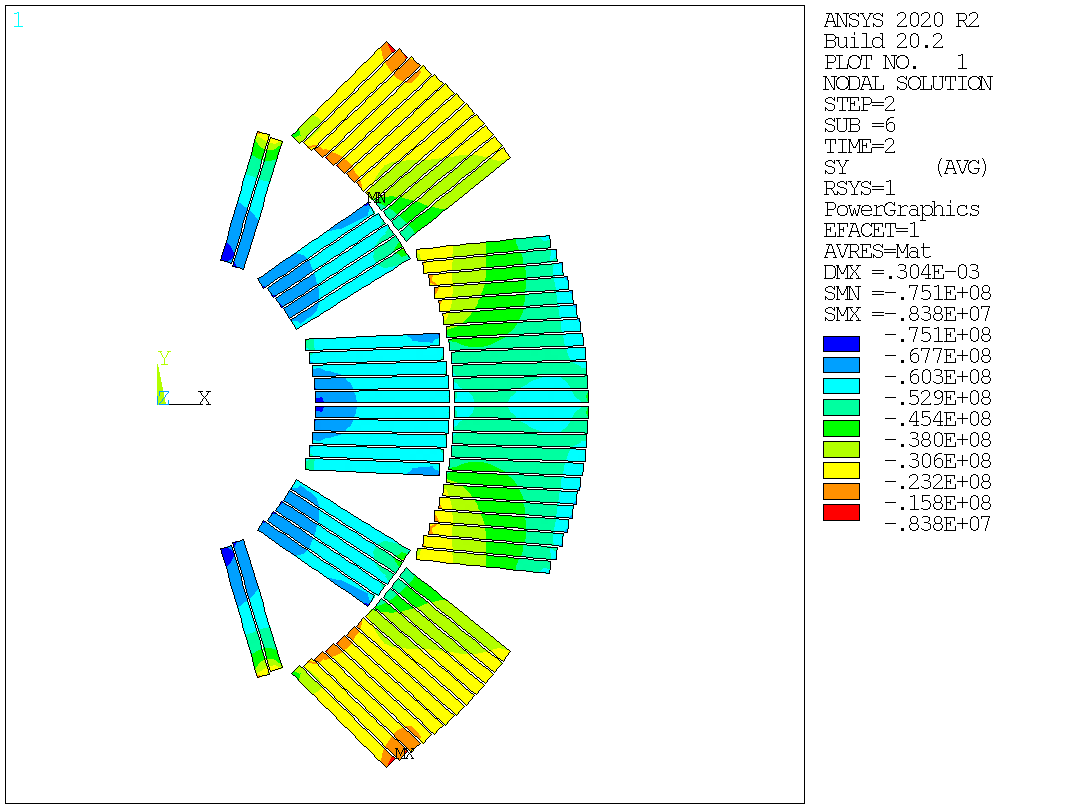 1
ANSYS 2020 R2
Build 20.2
PLOT NO.   1
NODAL SOLUTION
STEP=2
SUB =6
TIME=2
SY       (AVG)
RSYS=1
PowerGraphics
EFACET=1
AVRES=Mat
DMX =.304E-03
SMN =-.751E+08
SMX =-.838E+07
-.751E+08
-.677E+08
-.603E+08
-.529E+08
-.454E+08
-.380E+08
-.306E+08
-.232E+08
-.158E+08
-.838E+07
MN
Y
Z X
MX